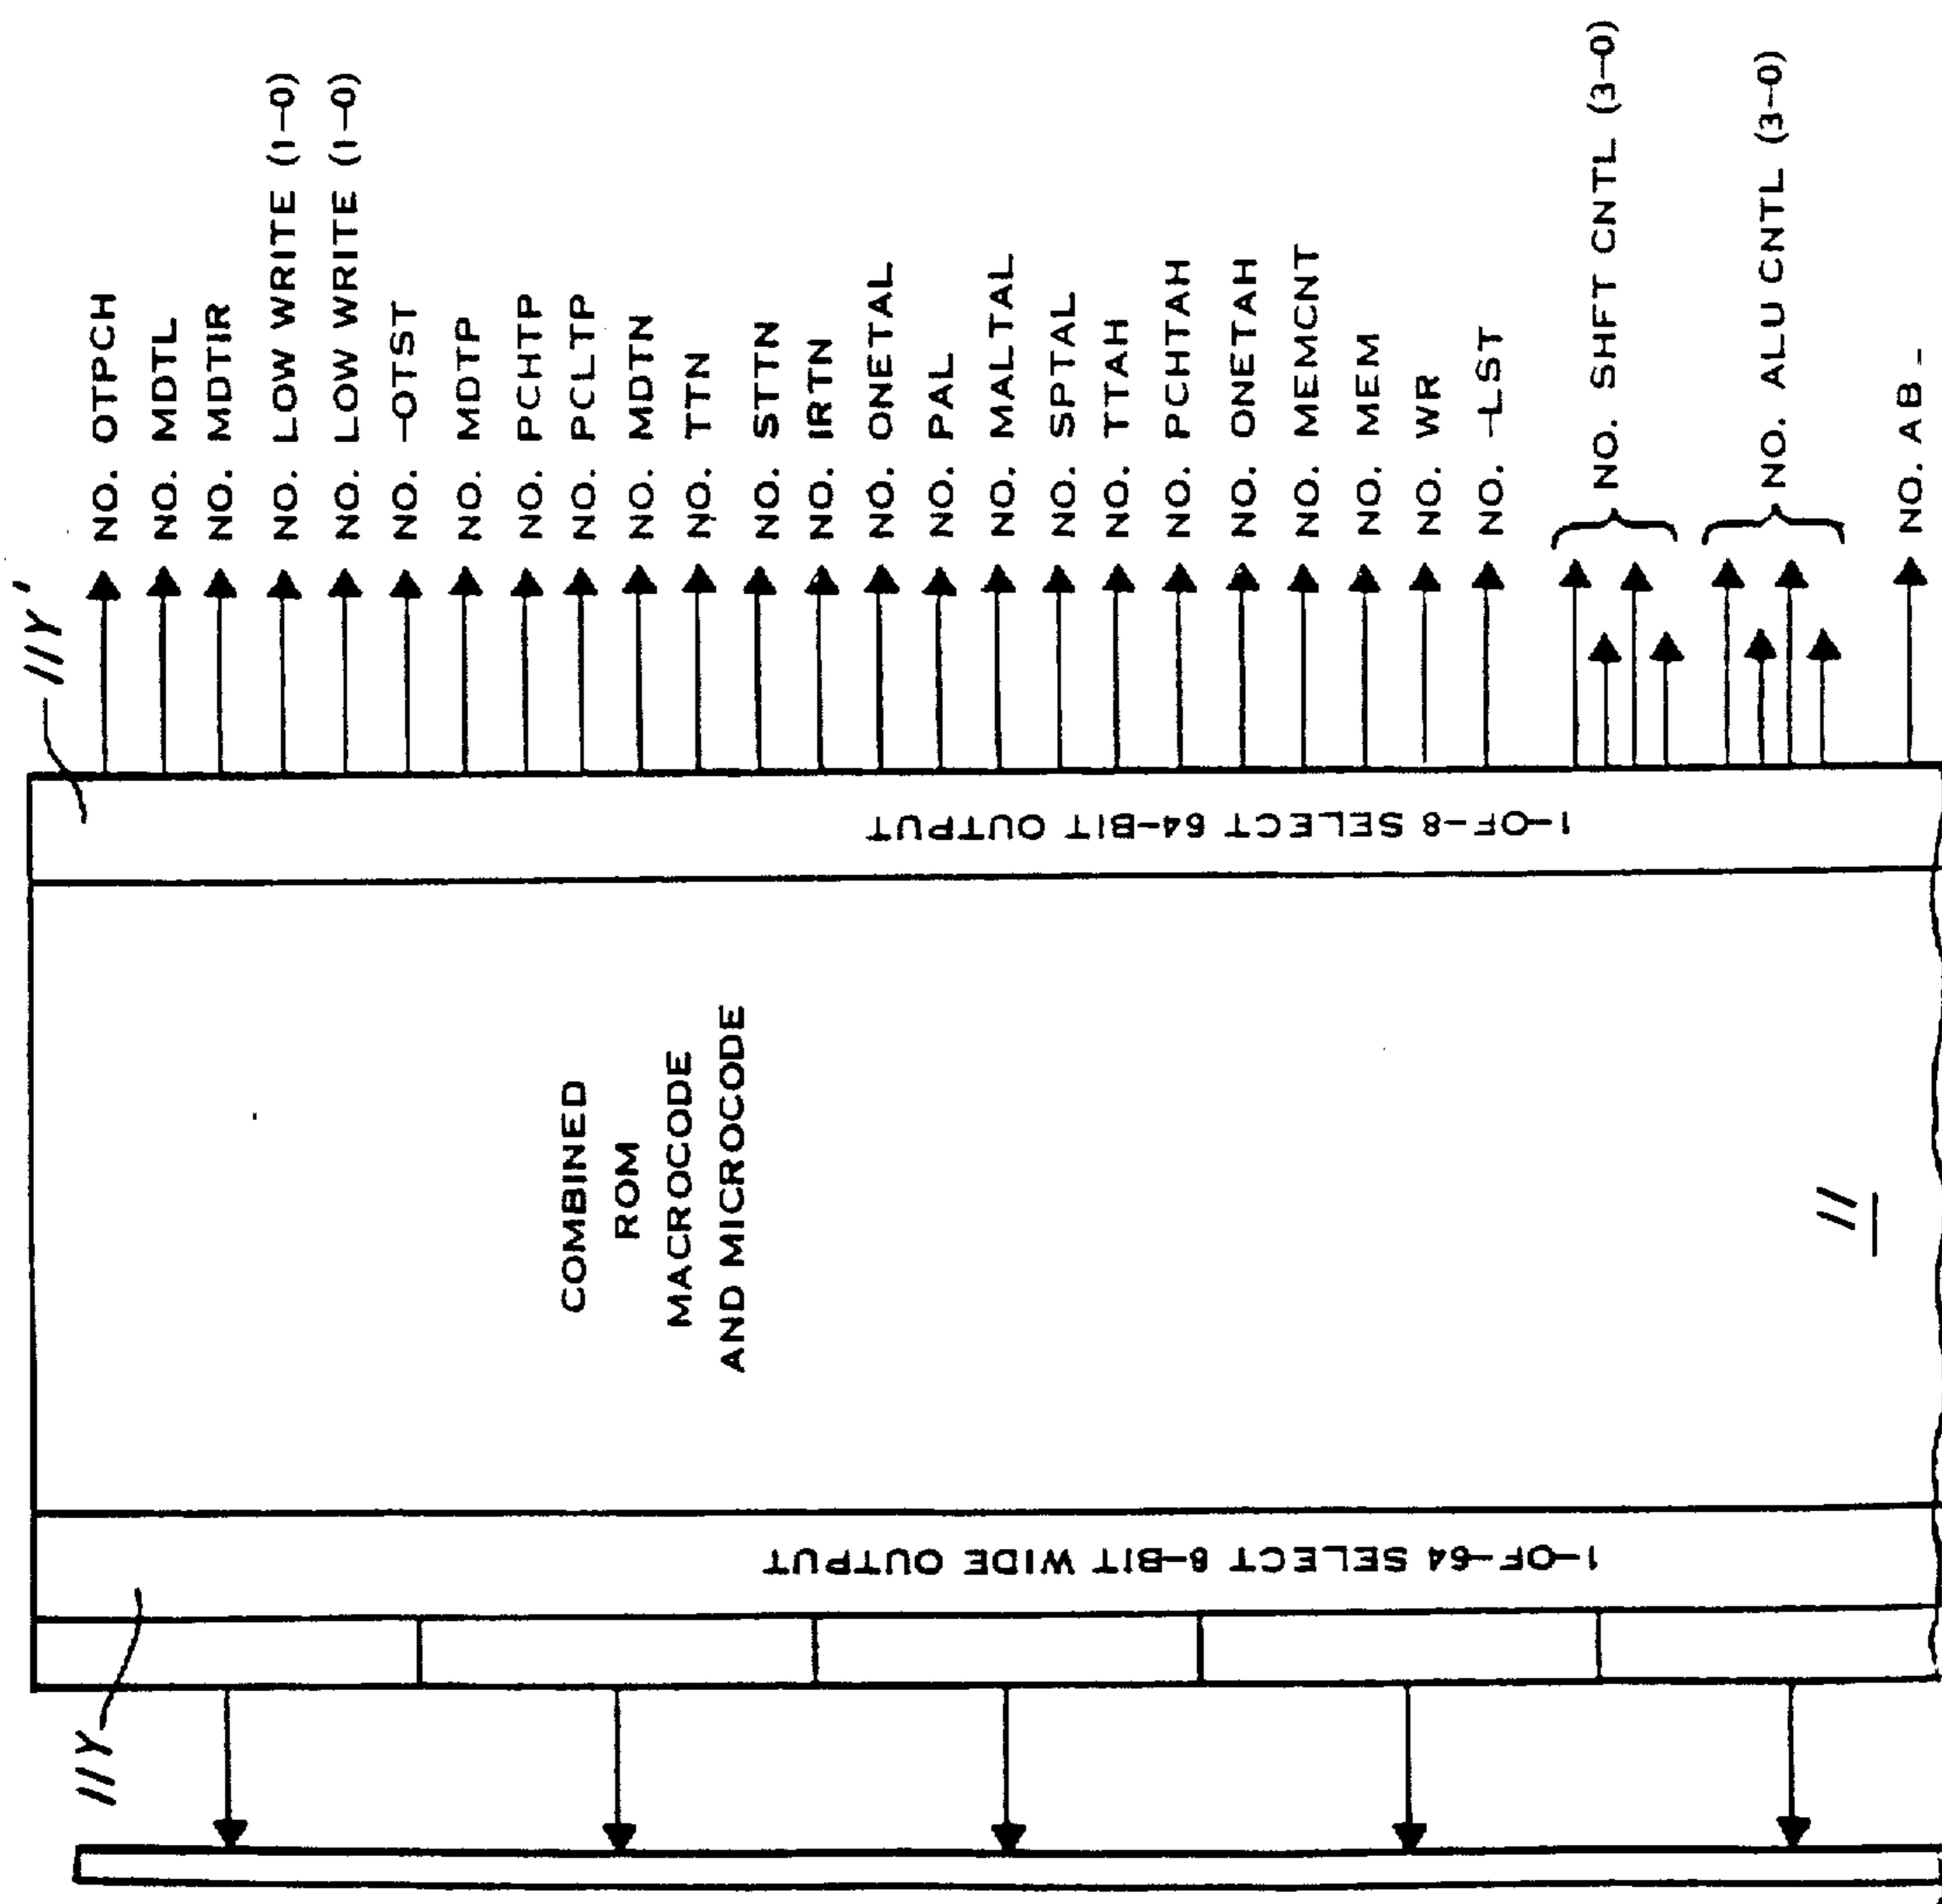 11Y'
NO. OTPCH
NO. MDTL
NO. MDTIR
NO. LOW WRITE (1-0)
NO. LOW WRITE (1-0)
NO. -OTST
NO. MDTP
NO. PCHTP
NO. PCLTP
NO. MDTN
NO. TTN
NO. STTN
NO. IRTN
NO. ONETAL
NO. PAL
NO. MALTAL
NO. SPTAL
NO. TTAH
NO. PCHTAH
NO. ONETAH
NO. MEMCNT
NO. MEM
NO. WR
NO. -LST
NO. SHFT CNTL (3-0)
NO. ALU CNTL (3-0)
NO. AB_
1-OF-8 SELECT 64-BIT OUTPUT
COMBINED
ROM
MACROCODE
AND MICROCODE
11
1-OF-64 SELECT 8-BIT WIDE OUTPUT
11Y